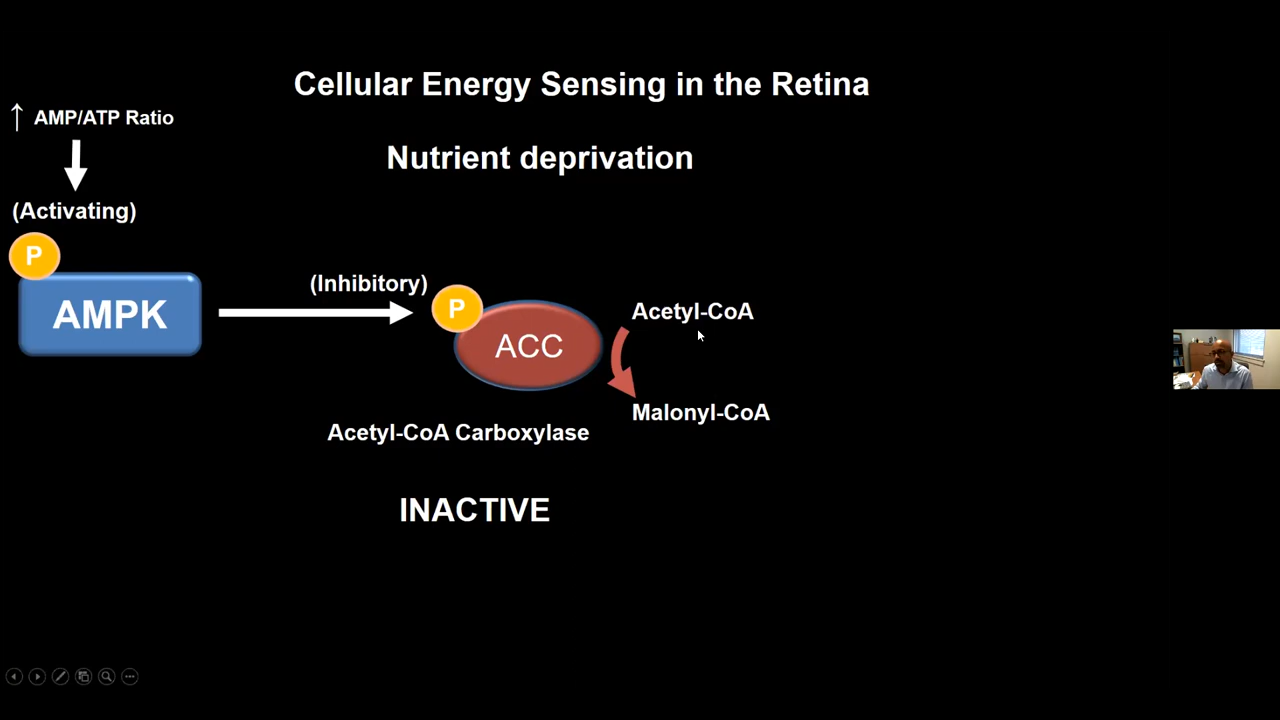 Cellular Energy Sensing in the Retina
↑ AMP/ATP Ratio
Nutrient deprivation
(Activating)
P
AMPK
(Inhibitory)
P
ACC
Acetyl-CoA
Malonyl-CoA
Acetyl-CoA Carboxylase
INACTIVE